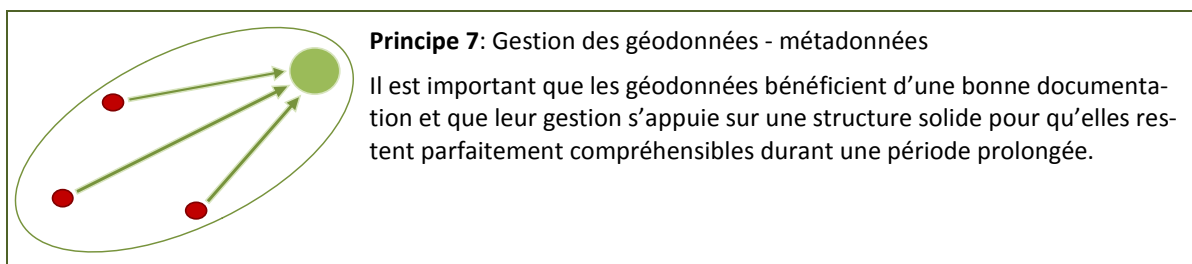 Principe 7: Gestion des géodonnées - métadonnées
Il est important que les géodonnées bénéficient d’une bonne documenta-
tion et que leur gestion s’appuie sur une structure solide pour qu’elles res-
tent parfaitement compréhensibles durant une période prolongée.